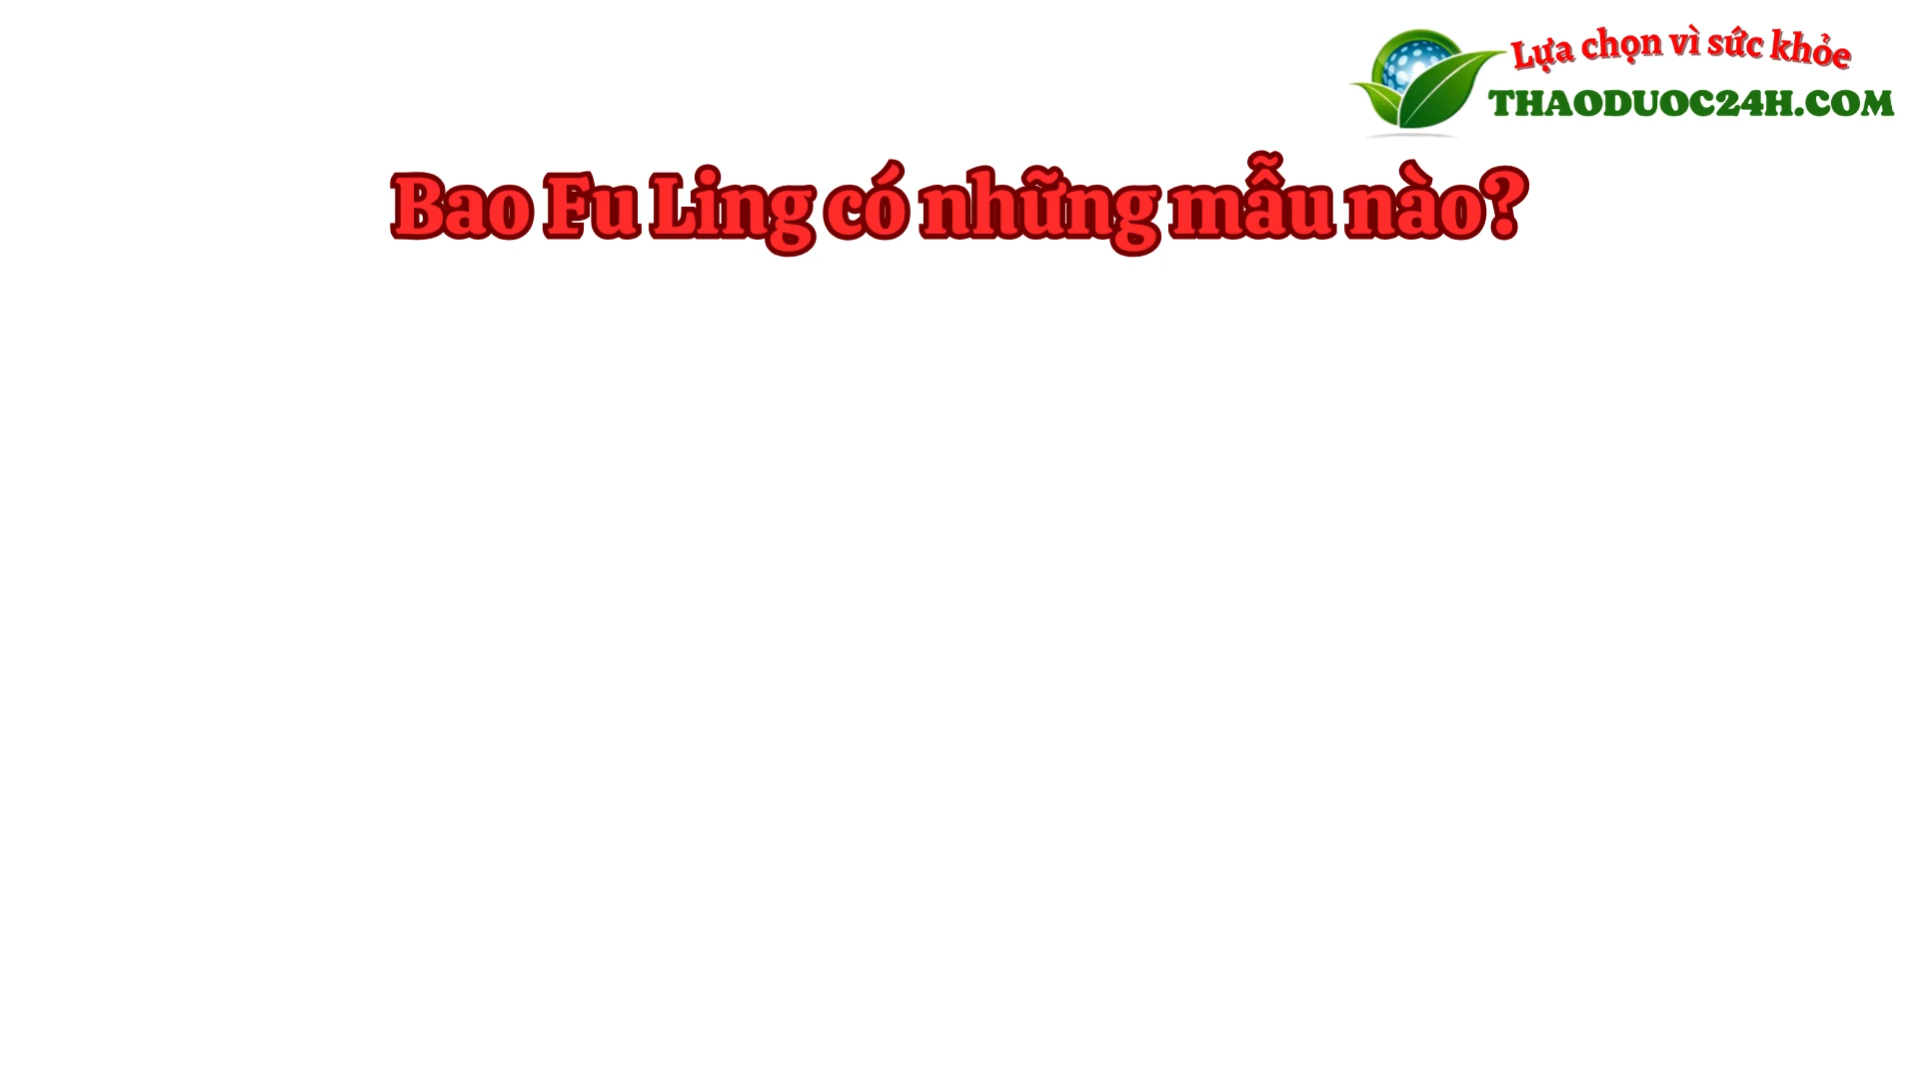 Lựa chọn vì sức khỏe
THAODUOC24H.COM
Bao Fu Ling có những mẫu nào?